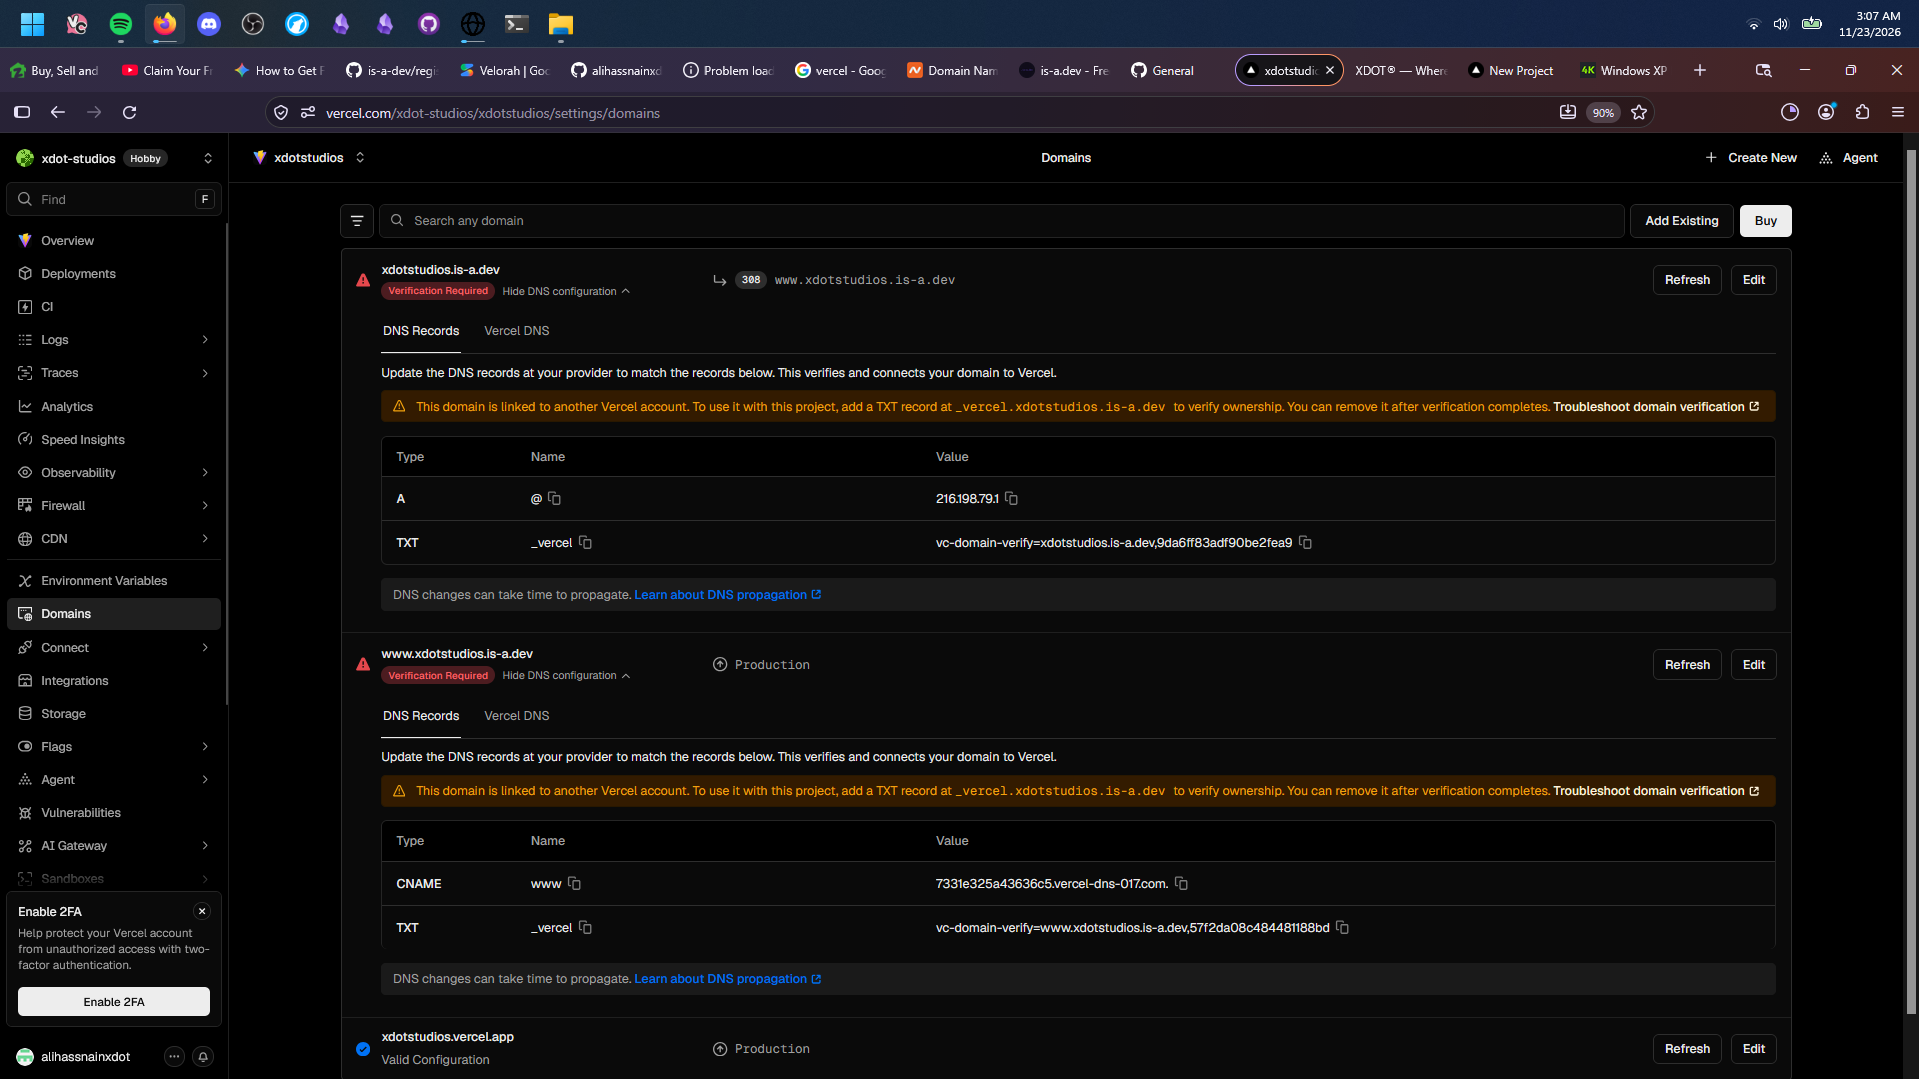 3:07 AM
11/23/2026
Buy, Sell and
Claim Your Fr
How to Get F
is-a-dev/regi
Velorah | Goo
alihassnainxd
Problem load
vercel - Goog
Domain Nam
is-a.dev - Fre
General
xdotstudio
XDOT® — Where
New Project
4K Windows XP
vercel.com/xdot-studios/xdotstudios/settings/domains
90%
xdot-studios Hobby
xdotstudios
Domains
Create New
Agent
Find F
Search any domain
Add Existing
Buy
Overview
Deployments
CI
Logs
Traces
Analytics
Speed Insights
Observability
Firewall
CDN
Environment Variables
Domains
Connect
Integrations
Storage
Flags
Agent
Vulnerabilities
AI Gateway
Sandboxes
Enable 2FA
Help protect your Vercel account
from unauthorized access with two-
factor authentication.
Enable 2FA
alihassnainxdot
xdotstudios.is-a.dev
308 www.xdotstudios.is-a.dev
Refresh Edit
Verification Required Hide DNS configuration
DNS Records Vercel DNS
Update the DNS records at your provider to match the records below. This verifies and connects your domain to Vercel.
This domain is linked to another Vercel account. To use it with this project, add a TXT record at _vercel.xdotstudios.is-a.dev to verify ownership. You can remove it after verification completes. Troubleshoot domain verification
Type Name Value
A @ 216.198.79.1
TXT _vercel vc-domain-verify=xdotstudios.is-a.dev,9da6ff83adf90be2fea9
DNS changes can take time to propagate. Learn about DNS propagation
www.xdotstudios.is-a.dev
Production
Refresh Edit
Verification Required Hide DNS configuration
DNS Records Vercel DNS
Update the DNS records at your provider to match the records below. This verifies and connects your domain to Vercel.
This domain is linked to another Vercel account. To use it with this project, add a TXT record at _vercel.xdotstudios.is-a.dev to verify ownership. You can remove it after verification completes. Troubleshoot domain verification
Type Name Value
CNAME www 7331e325a43636c5.vercel-dns-017.com.
TXT _vercel vc-domain-verify=www.xdotstudios.is-a.dev,57f2da08c484481188bd
DNS changes can take time to propagate. Learn about DNS propagation
xdotstudios.vercel.app
Production
Refresh Edit
Valid Configuration